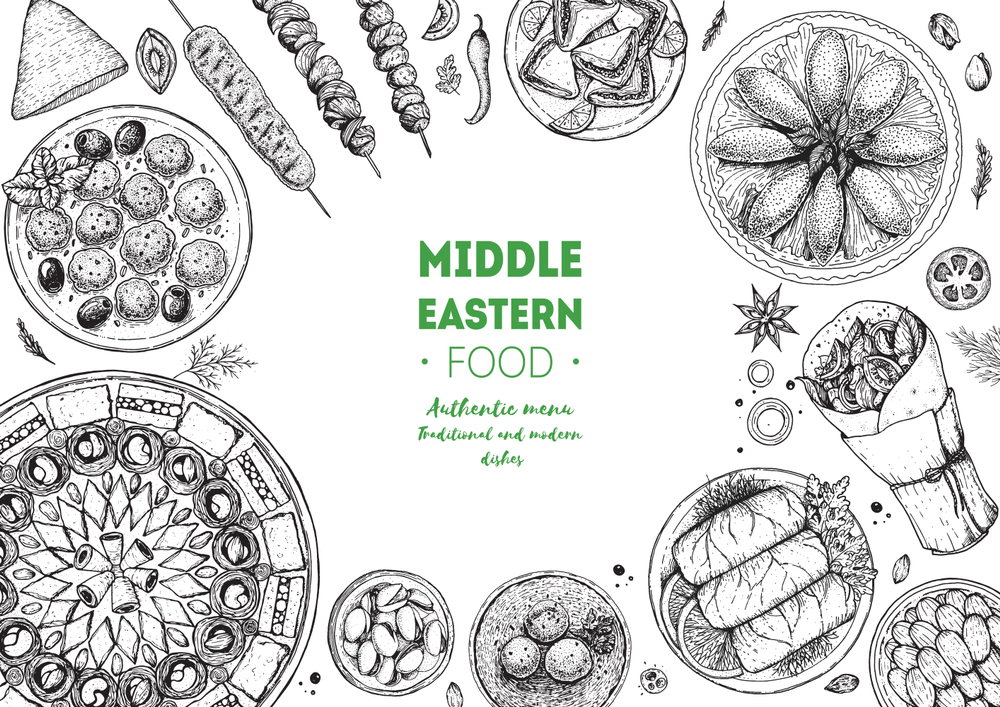 MIDDLE
EASTERN
• FOOD •
Authentic menu
Traditional and modern
dishes